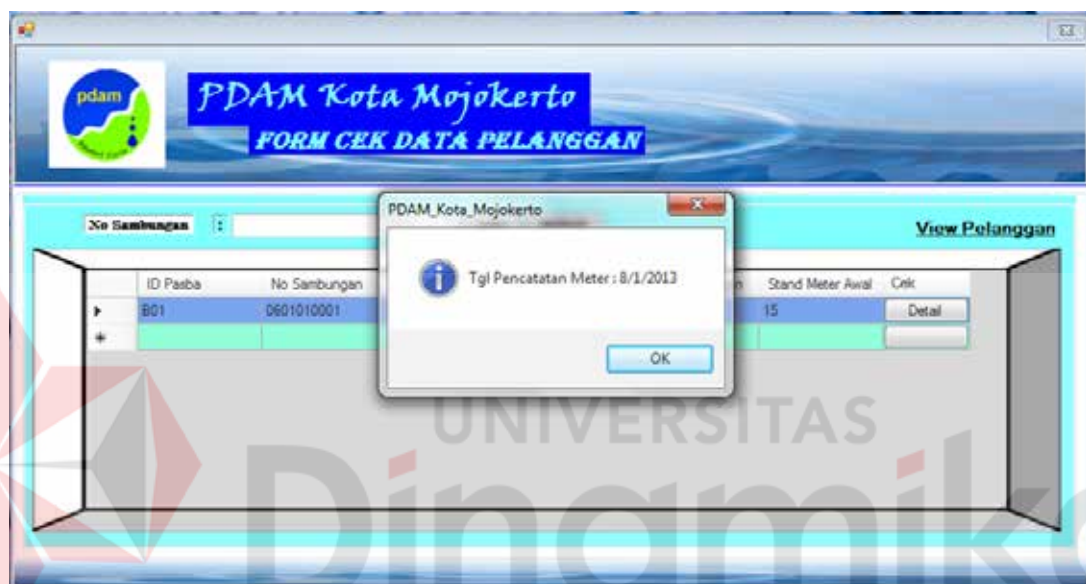 pdam
PDAM Kota Mojokerto
FORM CEK DATA PELANGGAN
PDAM_Kota_Mojokerto
No Sambungan :
View Pelanggan
Tgl Pencatatan Meter : 8/1/2013
ID Pasba No Sambungan Stand Meter Awal Cek
B01 0601010001 15 Detail
OK
UNIVERSITAS
Dinamika